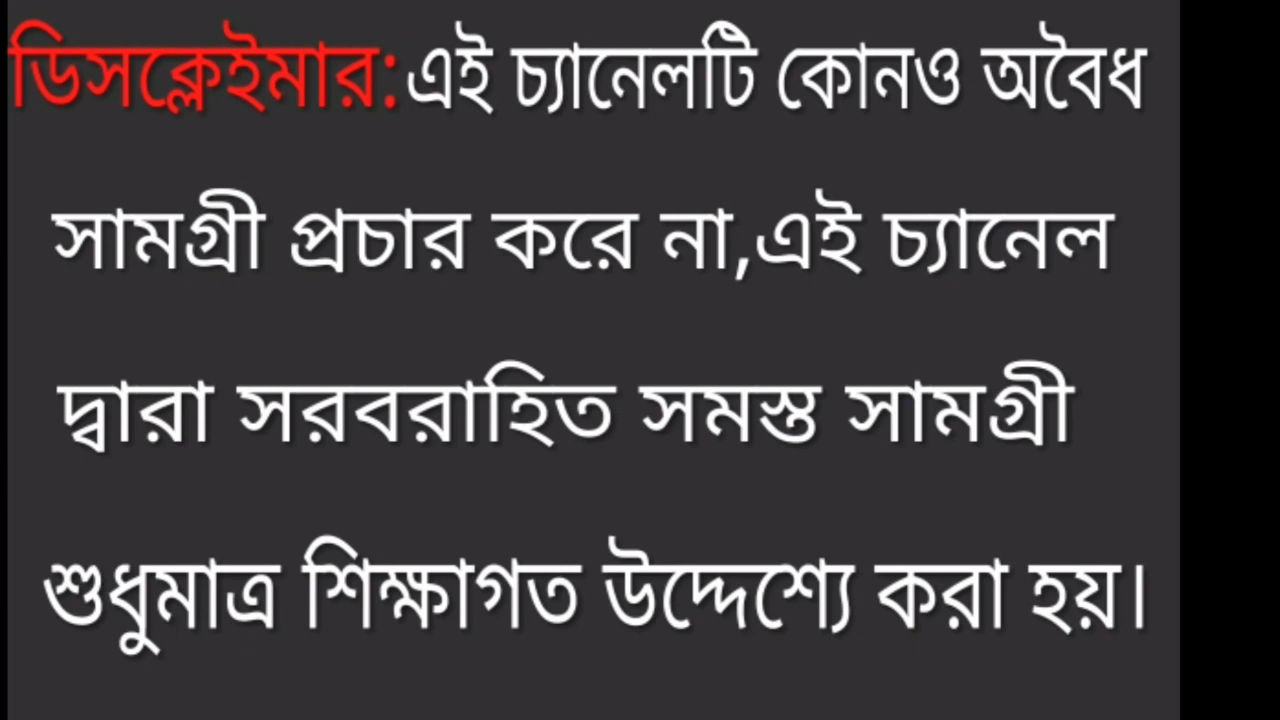 ডিসক্লেইমার: এই চ্যানেলটি কোনও অবৈধ
সামগ্রী প্রচার করে না,এই চ্যানেল
দ্বারা সরবরাহিত সমস্ত সামগ্রী
শুধুমাত্র শিক্ষাগত উদ্দেশ্যে করা হয়।